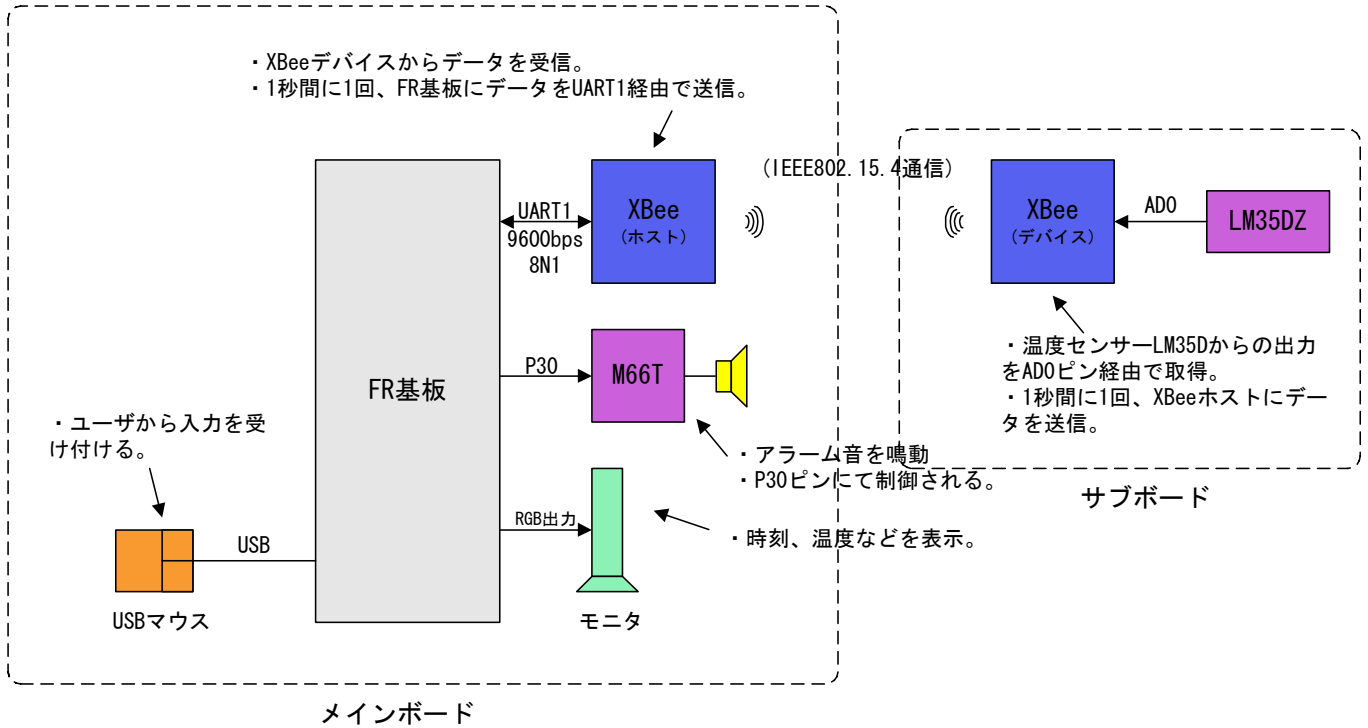 ・XBeeデバイスからデータを受信。
・1秒間に1回、FR基板にデータをUART1経由で送信。
(IEEE802.15.4通信)
UART1
9600bps
8N1
XBee
(ホスト)
XBee
(デバイス)
AD0
LM35DZ
・温度センサーLM35Dからの出力
をAD0ピン経由で取得。
・1秒間に1回、XBeeホストにデー
タを送信。
サブボード
FR基板
P30
M66T
・アラーム音を鳴動
・P30ピンにて制御される。
・ユーザから入力を受
け付ける。
USB
USBマウス
RGB出力
・時刻、温度などを表示。
モニタ
メインボード